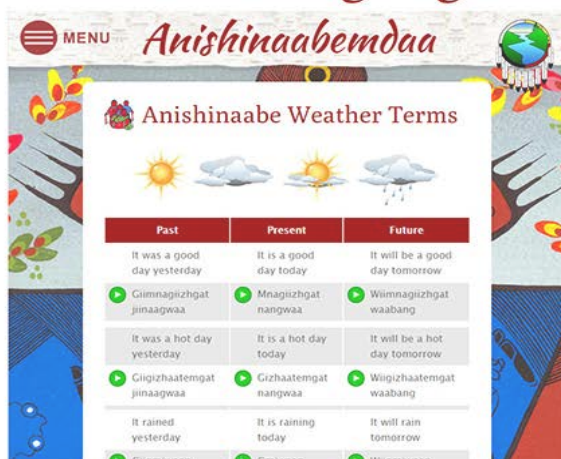 MENU
Anishinaabemdaa
Anishinaabe Weather Terms
Past Present Future
It was a good It is a good It will be a good
day yesterday day today day tomorrow
Giimnagiizhgat Mnagiizhgat Wiimnagiizhgat
jiinaagwaa nangwaa waabang
It was a hot day It is a hot day It will be a hot
yesterday today day tomorrow
Giigizhaatemgat Gizhaatemgat Wiigizhaatemgat
jiinaagwaa nangwaa waabang
It rained It is raining It will rain
yesterday today tomorrow